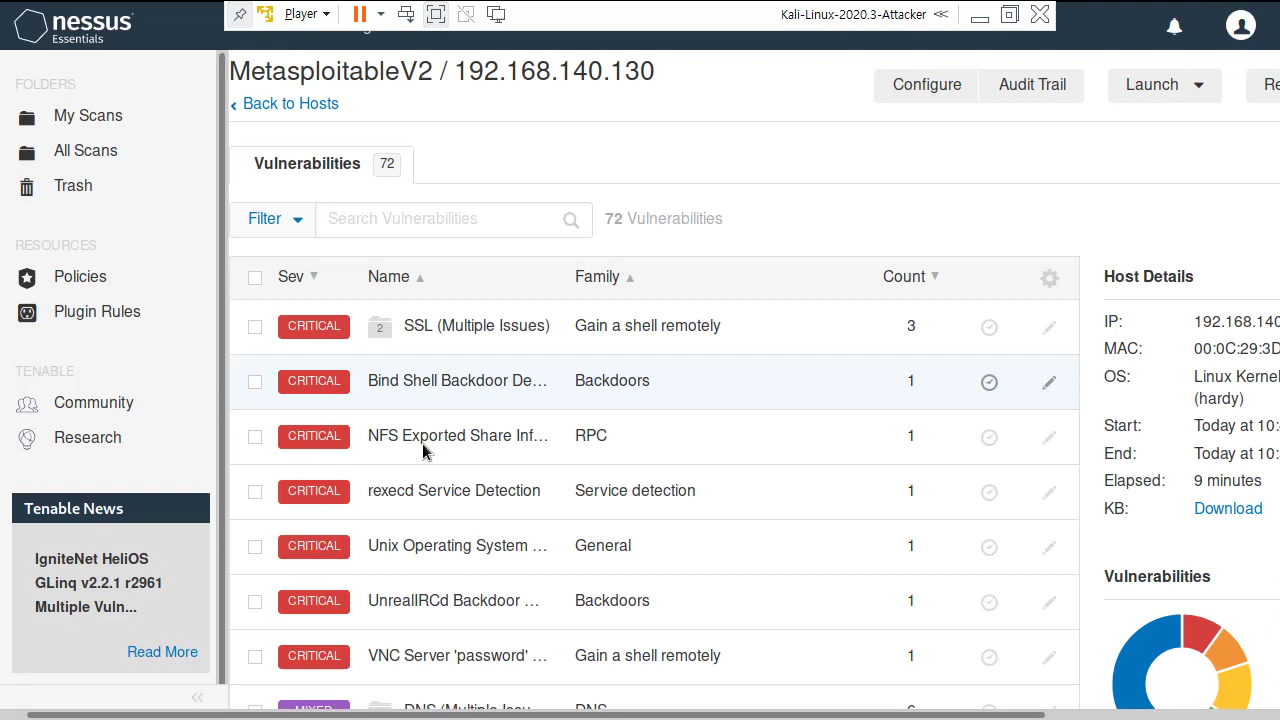 nessus
Essentials
Player
Kali-Linux-2020.3-Attacker
FOLDERS
My Scans
All Scans
Trash
RESOURCES
Policies
Plugin Rules
TENABLE
Community
Research
Tenable News
IgniteNet HeliOS
GLinq v2.2.1 r2961
Multiple Vuln...
Read More
MetasploitableV2 / 192.168.140.130
Back to Hosts
Configure
Audit Trail
Launch
Re
Vulnerabilities 72
Filter
Search Vulnerabilities
72 Vulnerabilities
Sev Name Family Count
CRITICAL 2 SSL (Multiple Issues) Gain a shell remotely 3
CRITICAL Bind Shell Backdoor De... Backdoors 1
CRITICAL NFS Exported Share Inf... RPC 1
CRITICAL rexecd Service Detection Service detection 1
CRITICAL Unix Operating System ... General 1
CRITICAL UnrealIRCd Backdoor ... Backdoors 1
CRITICAL VNC Server 'password' ... Gain a shell remotely 1
MIXED DNS (Multiple Issu... DNS 6
Host Details
IP: 192.168.140
MAC: 00:0C:29:3D
OS: Linux Kernel
(hardy)
Start: Today at 10:
End: Today at 10:
Elapsed: 9 minutes
KB: Download
Vulnerabilities